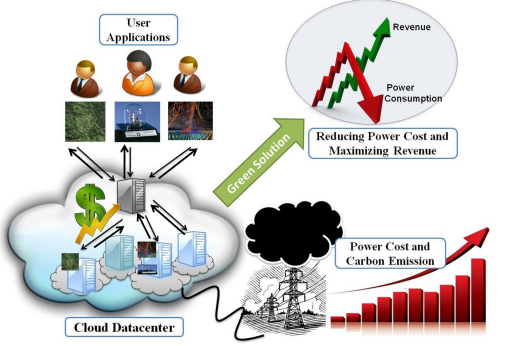 User
Applications
Revenue
Power
Consumption
Reducing Power Cost and
Maximizing Revenue
Green Solution
$
Power Cost and
Carbon Emission
Cloud Datacenter